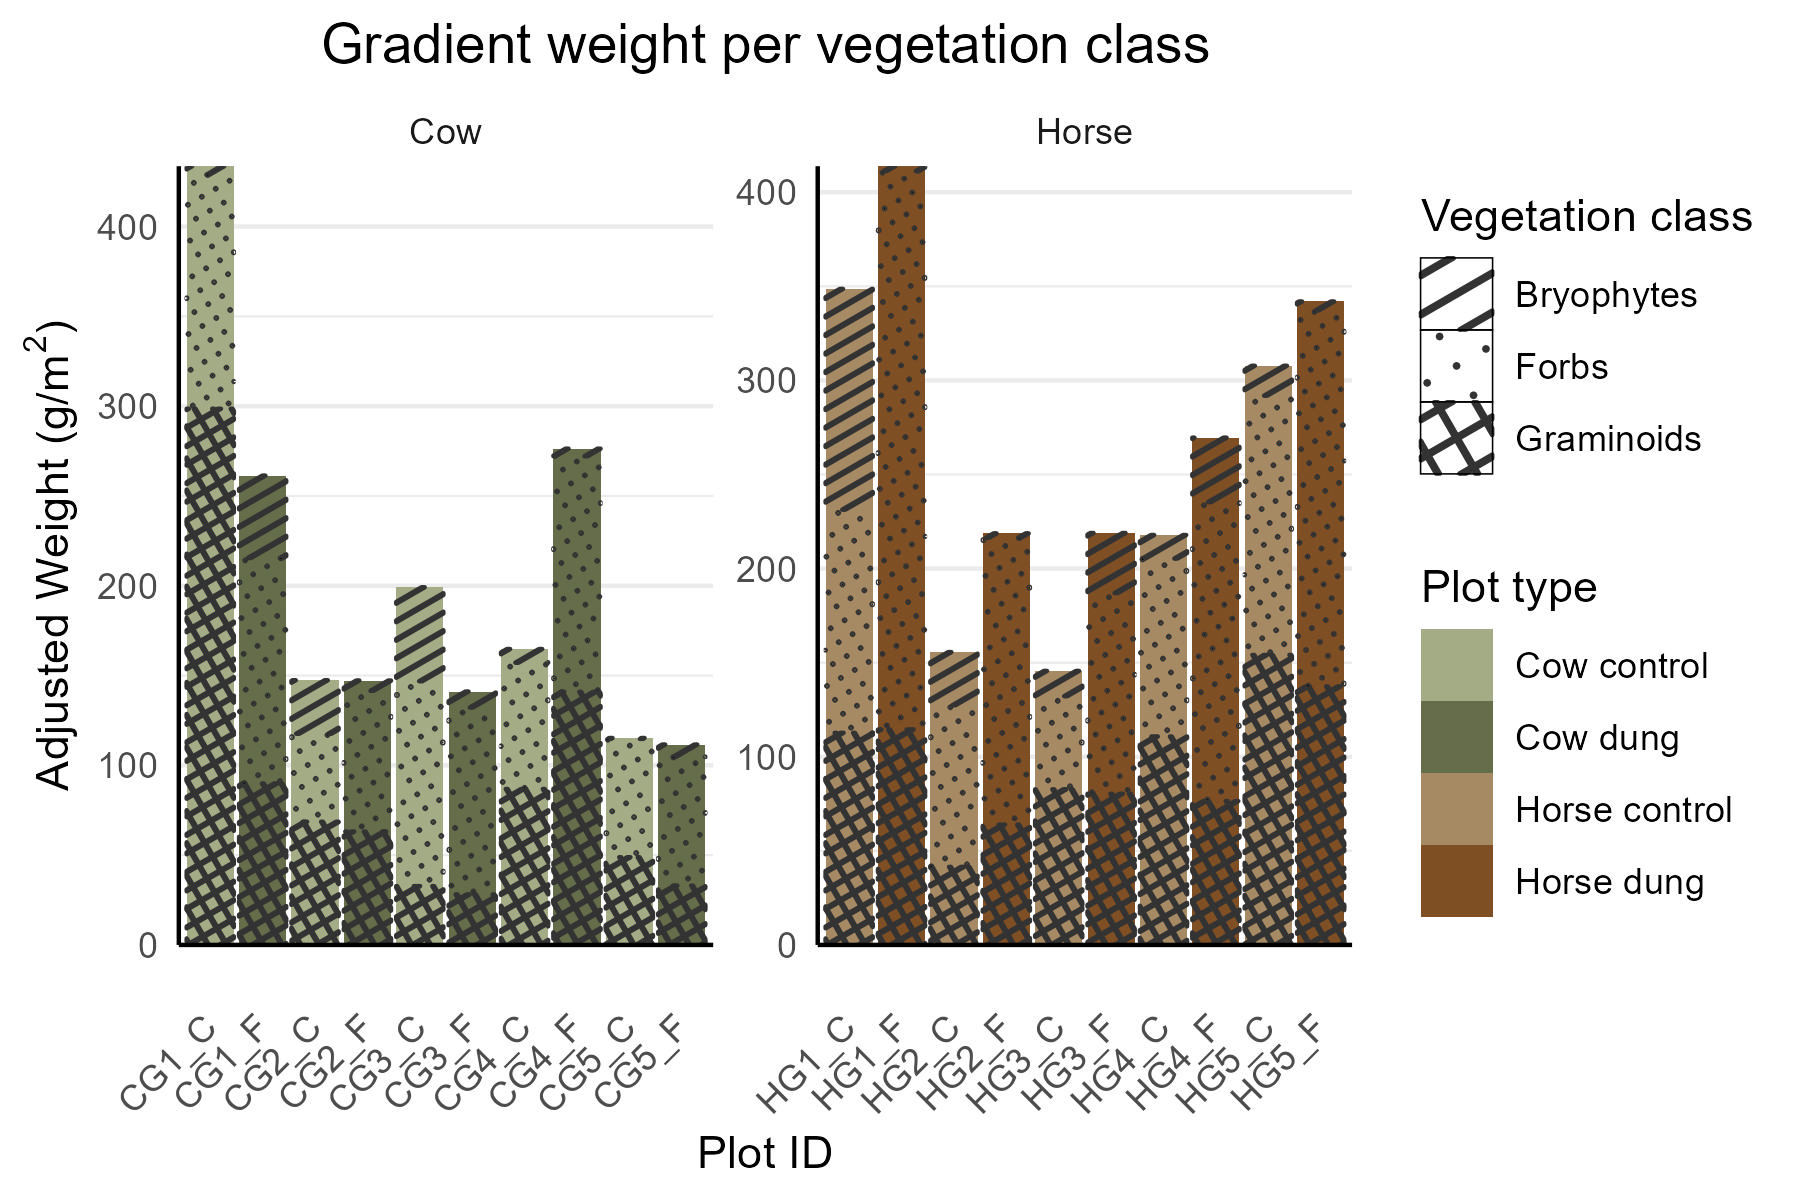 Gradient weight per vegetation class
Cow
Horse
Adjusted Weight (g/m²)
400
300
200
100
0
400
300
200
100
0
CG1_C
CG1_F
CG2_C
CG2_F
CG3_C
CG3_F
CG4_C
CG4_F
CG5_C
CG5_F
HG1_C
HG1_F
HG2_C
HG2_F
HG3_C
HG3_F
HG4_C
HG4_F
HG5_C
HG5_F
Plot ID
Vegetation class
Bryophytes
Forbs
Graminoids
Plot type
Cow control
Cow dung
Horse control
Horse dung